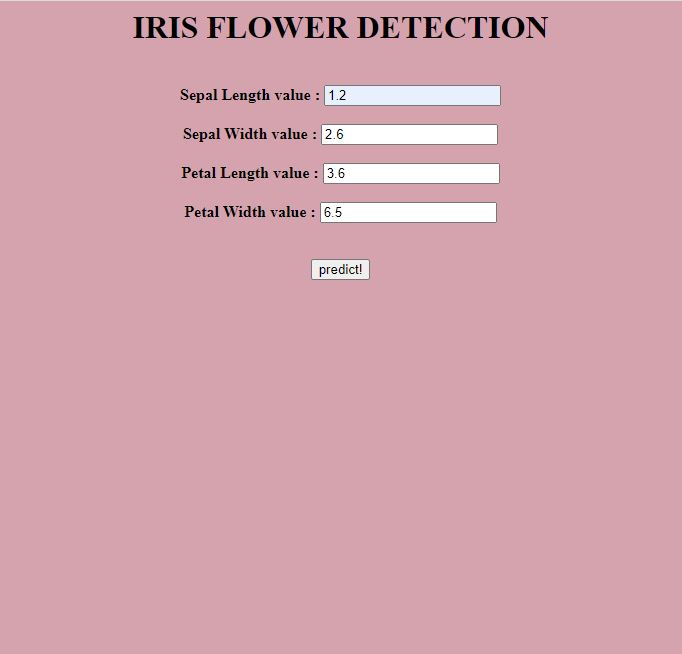 IRIS FLOWER DETECTION
Sepal Length value : 1.2
Sepal Width value : 2.6
Petal Length value : 3.6
Petal Width value : 6.5
predict!